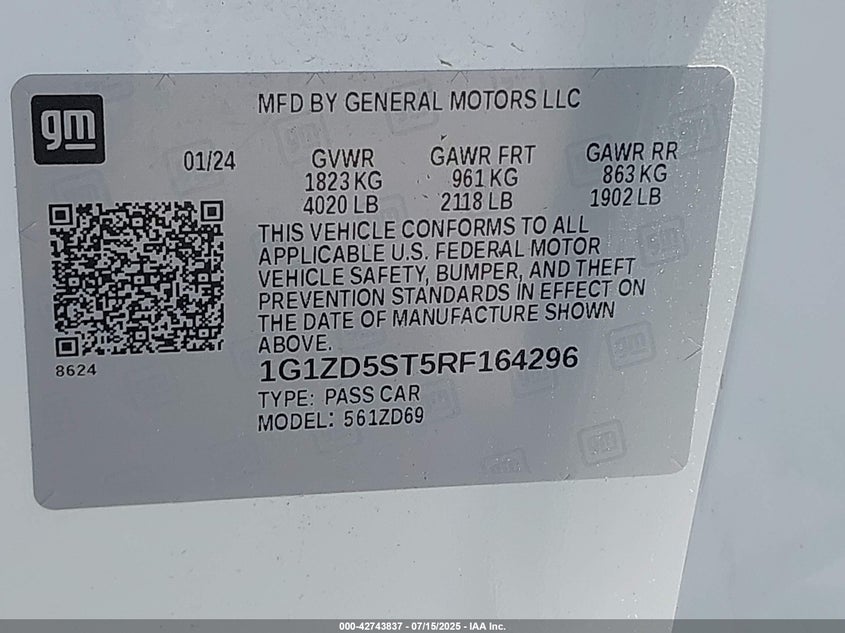 gm
MFD BY GENERAL MOTORS LLC
01/24
GVWR
1823 KG
4020 LB
GAWR FRT
961 KG
2118 LB
GAWR RR
863 KG
1902 LB
THIS VEHICLE CONFORMS TO ALL
APPLICABLE U.S. FEDERAL MOTOR
VEHICLE SAFETY, BUMPER, AND THEFT
PREVENTION STANDARDS IN EFFECT ON
THE DATE OF MANUFACTURE SHOWN
ABOVE.
8624
1G1ZD5ST5RF164296
TYPE: PASS CAR
MODEL: 561ZD69
000-42743837 - 07/15/2025 - IAA Inc.